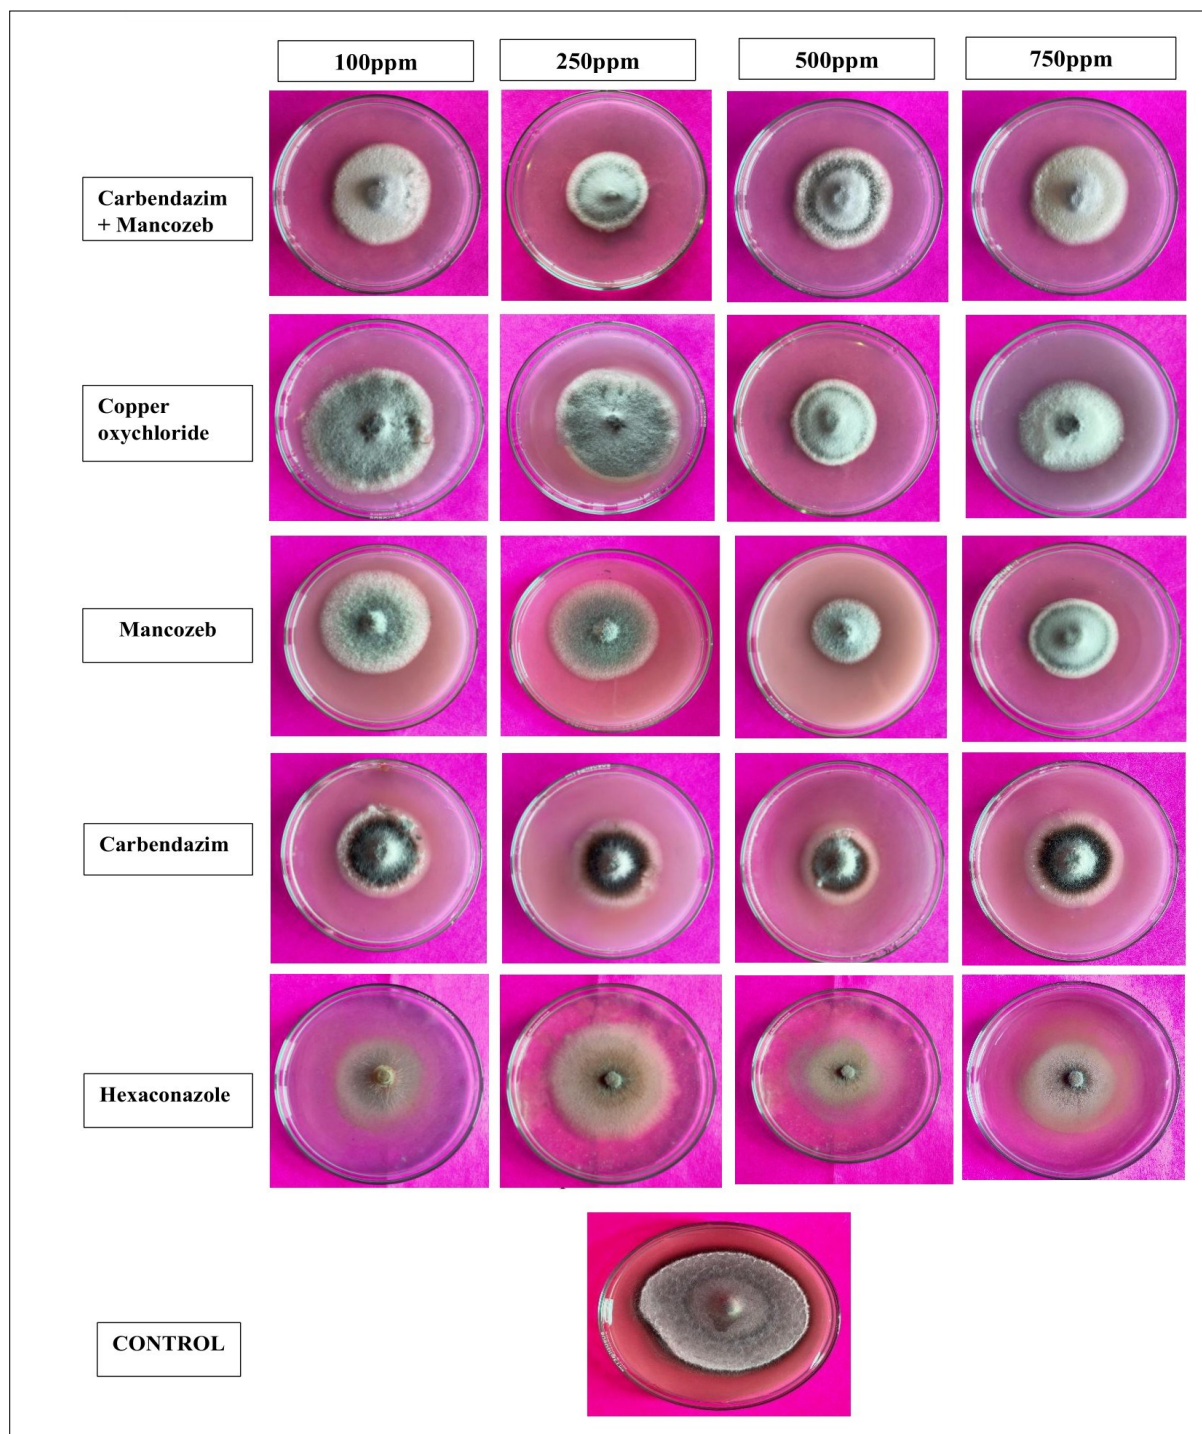 100ppm
250ppm
500ppm
750ppm
Carbendazim
+ Mancozeb
Copper
oxychloride
Mancozeb
Carbendazim
Hexaconazole
CONTROL